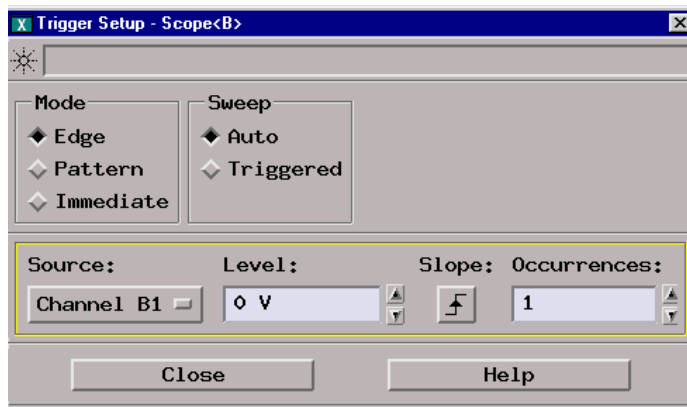 Trigger Setup - Scope<B>
Mode
Edge
Pattern
Immediate
Sweep
Auto
Triggered
Source:
Channel B1
Level:
0 V
Slope:
Occurrences:
1
Close
Help